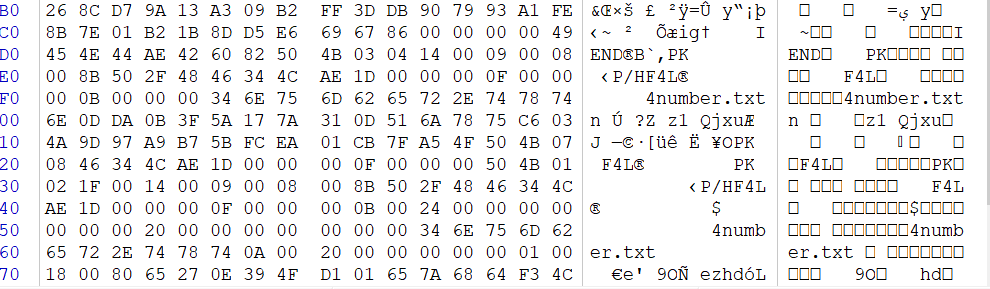 B0 26 8C D7 9A 13 A3 09 B2 FF 3D DB 90 79 93 A1 FE &Œ×š £ ²ÿ=Û y“¡þ =ي y
C0 8B 7E 01 B2 1B 8D D5 E6 69 67 86 00 00 00 00 49 ‹~ ² Õæig† I ~ I
D0 45 4E 44 AE 42 60 82 50 4B 03 04 14 00 09 00 08 END®B`‚PK END PK
E0 00 8B 50 2F 48 46 34 4C AE 1D 00 00 00 0F 00 00 ‹P/HF4L® F4L
F0 00 0B 00 00 00 34 6E 75 6D 62 65 72 2E 74 78 74 4number.txt 4number.txt
00 6E 0D DA 0B 3F 5A 17 7A 31 0D 51 6A 78 75 C6 03 n Ú ?Z z1 QjxuÆ n z1 Qjxu
10 4A 9D 97 A9 B7 5B FC EA 01 CB 7F A5 4F 50 4B 07 J —©·[üê Ë ¥OPK J OPK
20 08 46 34 4C AE 1D 00 00 00 0F 00 00 00 50 4B 01 F4L® PK F4L PK
30 02 1F 00 14 00 09 00 08 00 8B 50 2F 48 46 34 4C ‹P/HF4L F4L
40 AE 1D 00 00 00 0F 00 00 00 0B 00 24 00 00 00 00 ® $ $
50 00 00 00 20 00 00 00 00 00 00 00 34 6E 75 6D 62 4numb 4numb
60 65 72 2E 74 78 74 0A 00 20 00 00 00 00 00 01 00 er.txt er.txt
70 18 00 80 65 27 0E 39 4F D1 01 65 7A 68 64 F3 4C €e' 9OÑ ezhdóL 9O hd